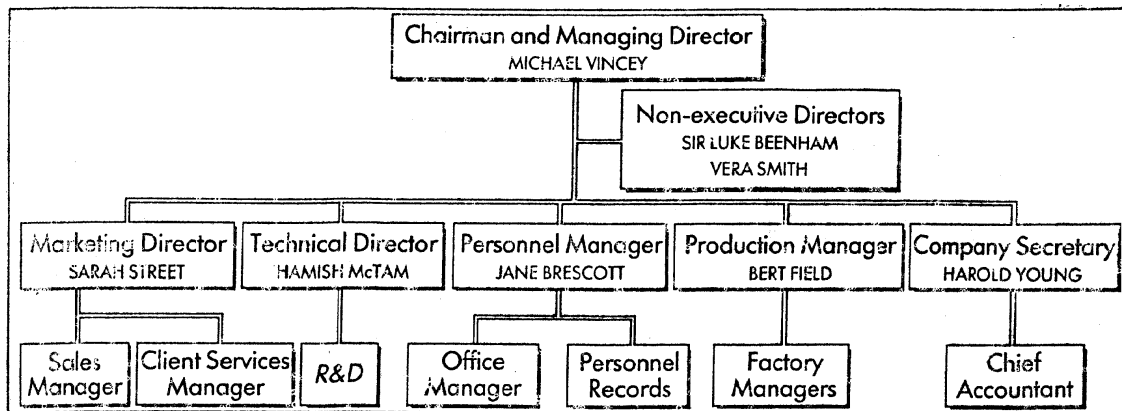 Chairman and Managing Director
MICHAEL VINCEY
Non-executive Directors
SIR LUKE BEENHAM
VERA SMITH
Marketing Director
SARAH STREET
Technical Director
HAMISH McTAM
Personnel Manager
JANE BRESCOTT
Production Manager
BERT FIELD
Company Secretary
HAROLD YOUNG
Sales
Manager
Client Services
Manager
R&D
Office
Manager
Personnel
Records
Factory
Managers
Chief
Accountant